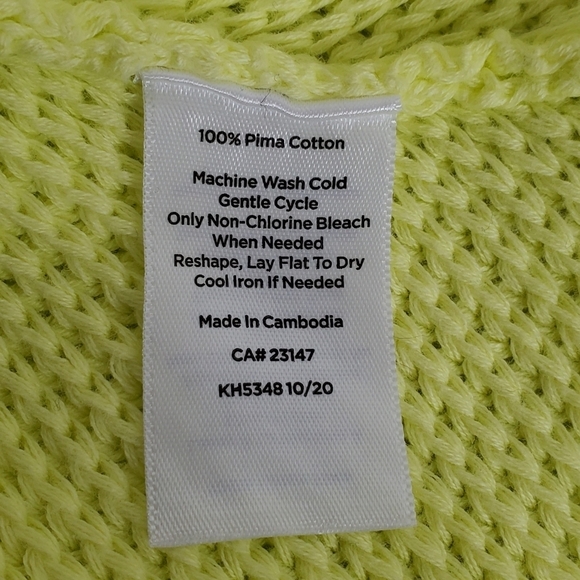 100% Pima Cotton
Machine Wash Cold
Gentle Cycle
Only Non-Chlorine Bleach
When Needed
Reshape, Lay Flat To Dry
Cool Iron If Needed
Made In Cambodia
CA# 23147
KH5348 10/20